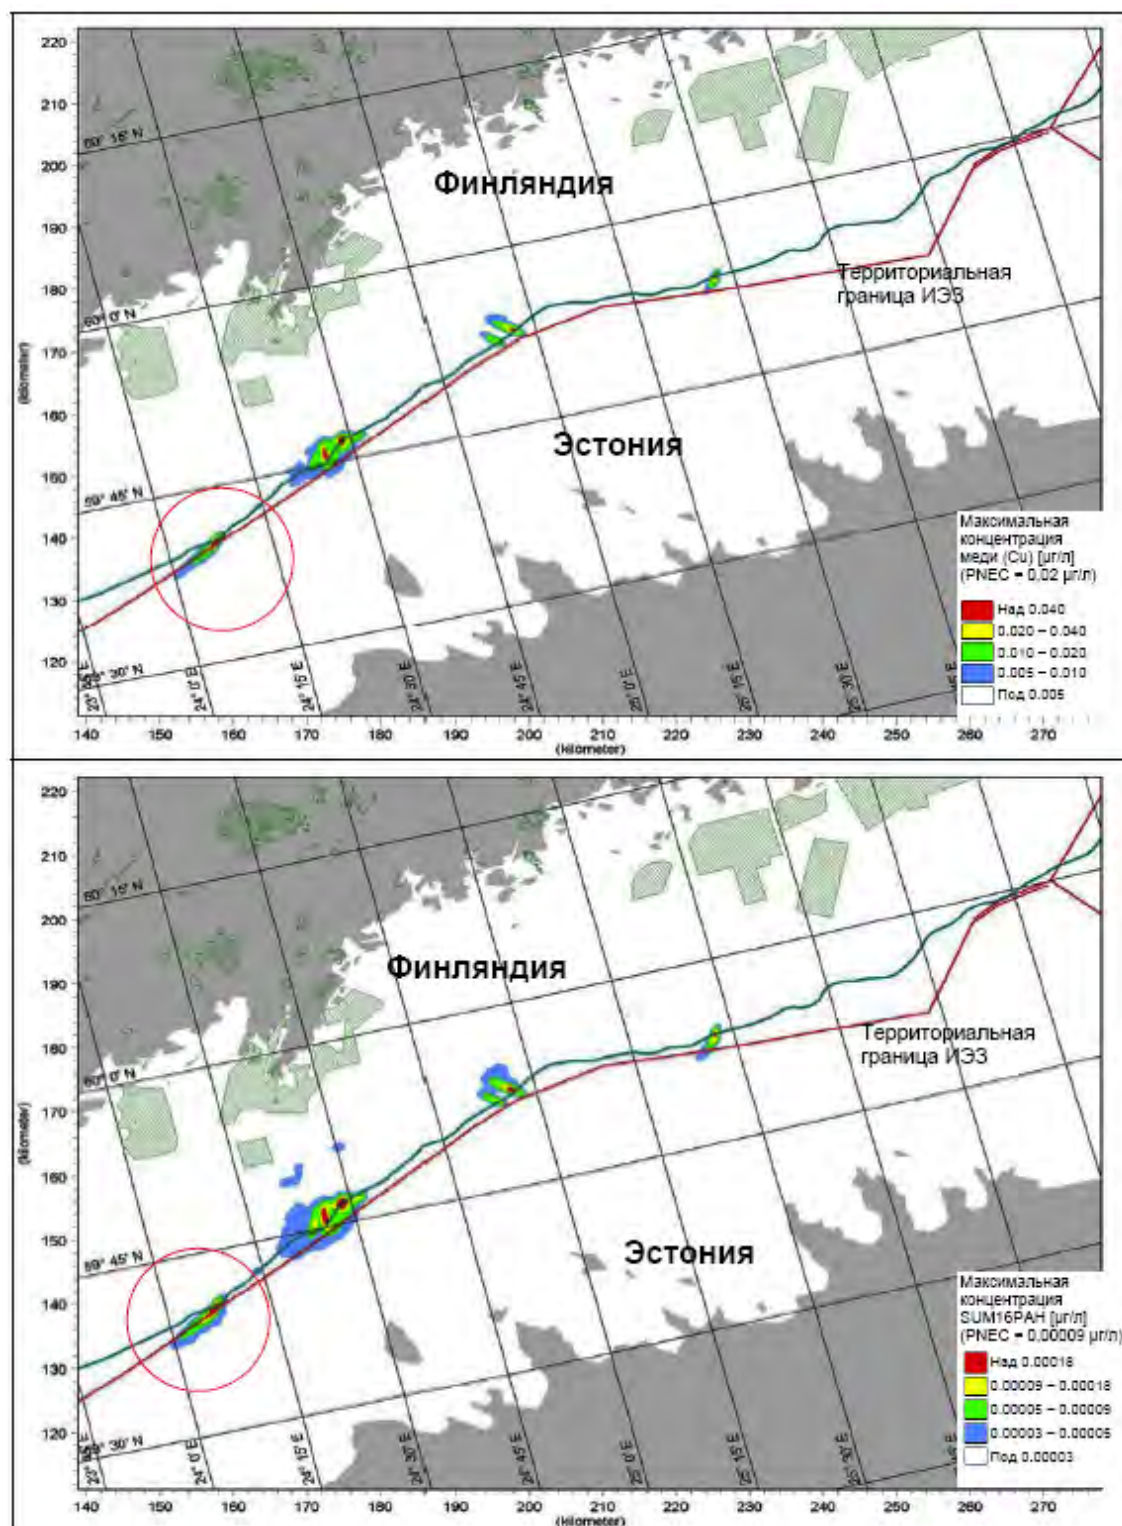 220
210
200
190
180
170
160
150
140
130
120
(kilometer)
60° 15' N
60° 0' N
59° 45' N
59° 30' N
Финляндия
Эстония
Территориальная
граница ИЭЗ
24° 0' E
24° 15' E
24° 30' E
24° 45' E
25° 0' E
25° 15' E
25° 30' E
Максимальная
концентрация
меди (Cu) [µг/л]
(PNEC = 0,02 µг/л)
Над 0.040
0.020 – 0.040
0.010 – 0.020
0.005 – 0.010
Под 0.005
140 150 160 170 180 190 200 210 220 230 240 250 260 270
(kilometer)
220
210
200
190
180
170
160
150
140
130
120
(kilometer)
60° 15' N
60° 0' N
59° 45' N
59° 30' N
Финляндия
Территориальная
граница ИЭЗ
Эстония
24° 0' E
24° 15' E
24° 30' E
24° 45' E
25° 0' E
25° 15' E
25° 30' E
Максимальная
концентрация
SUM16PAH [µг/л]
(PNEC = 0,00009 µг/л)
Над 0.00018
0.00009 – 0.00018
0.00005 – 0.00009
0.00003 – 0.00005
Под 0.00003
140 150 160 170 180 190 200 210 220 230 240 250 260 270
(kilometer)